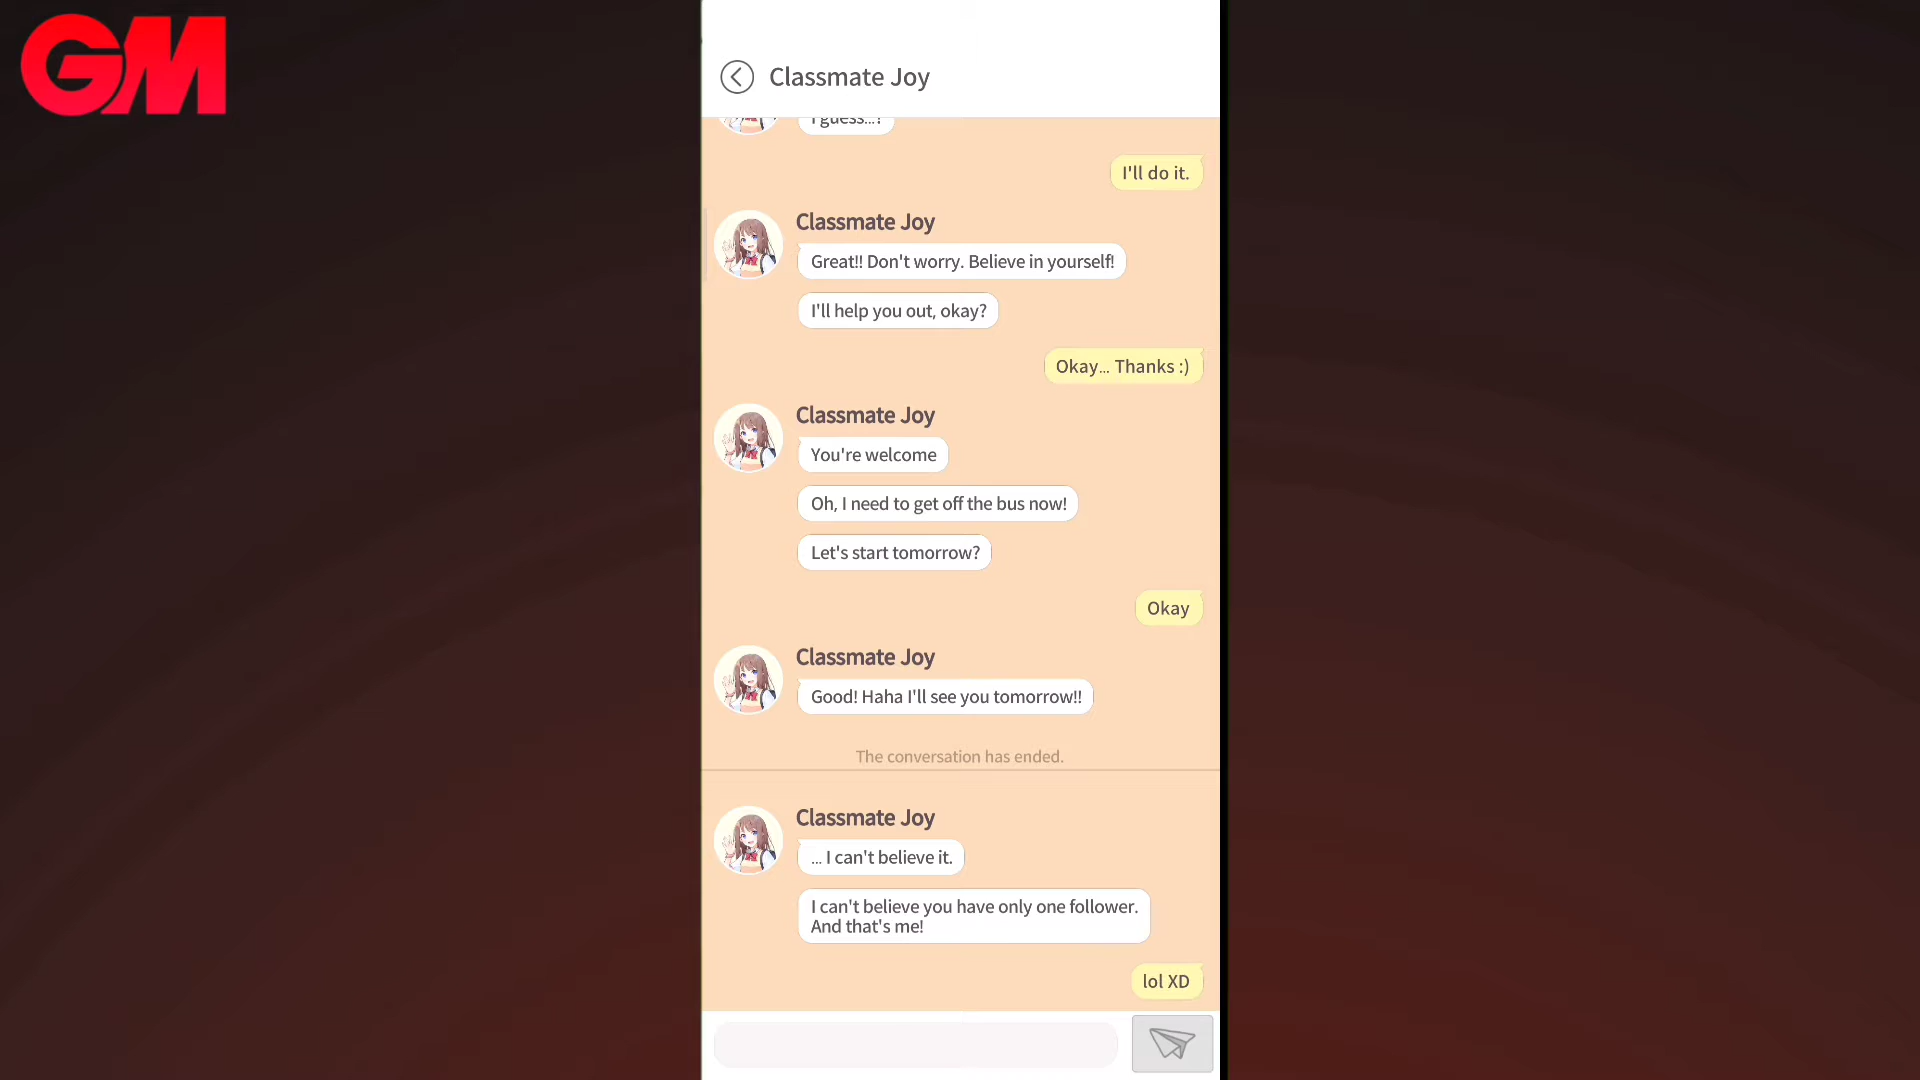 GM
Classmate Joy
I guess...!
I'll do it.
Classmate Joy
Great!! Don't worry. Believe in yourself!
I'll help you out, okay?
Okay... Thanks :)
Classmate Joy
You're welcome
Oh, I need to get off the bus now!
Let's start tomorrow?
Okay
Classmate Joy
Good! Haha I'll see you tomorrow!!
The conversation has ended.
Classmate Joy
... I can't believe it.
I can't believe you have only one follower.
And that's me!
lol XD